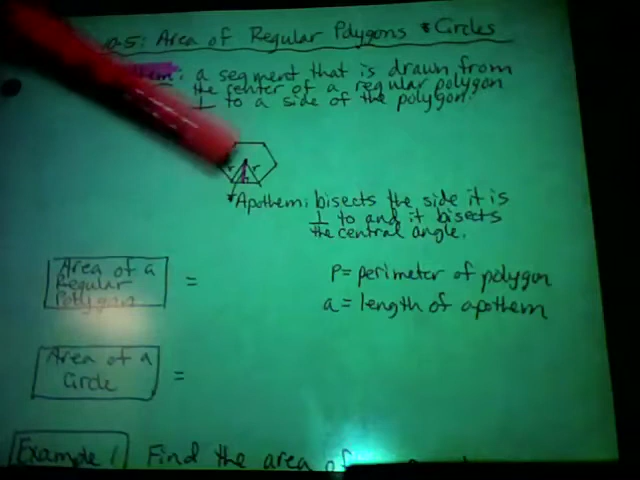 10-5: Area of Regular Polygons & Circles
: a segment that is drawn from
the center of a regular polygon
⊥ to a side of the polygon.
r r
*Apothem: bisects the side it is
⊥ to and it bisects
the central angle.
Area of a
Regular
Polygon
=
P = perimeter of polygon
a = length of apothem
Area of a
Circle
=
Example 1 Find the area of